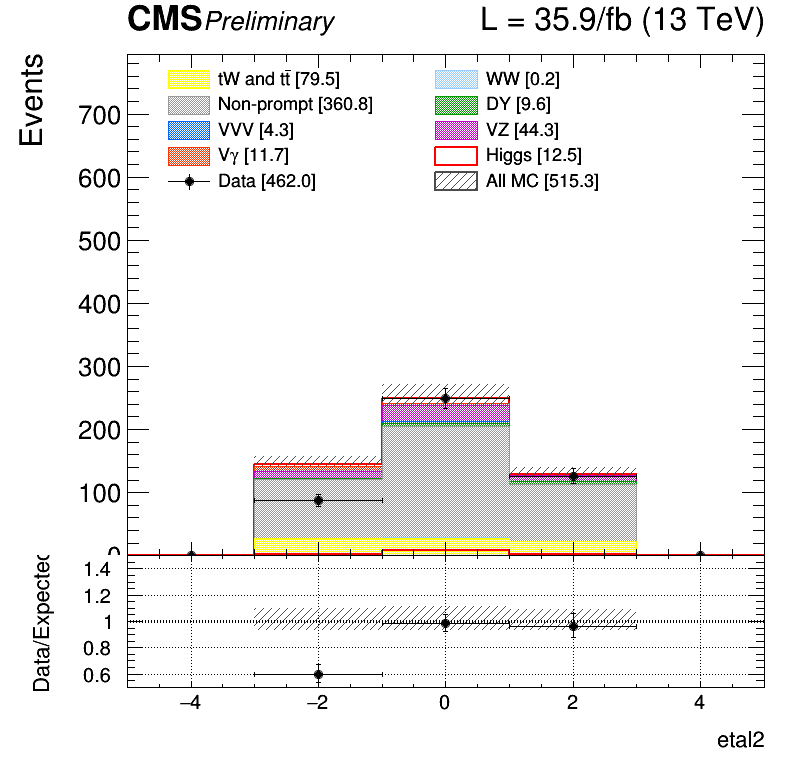 CMS Preliminary L = 35.9/fb (13 TeV)
Events
tW and tt̄ [79.5] WW [0.2]
Non-prompt [360.8] DY [9.6]
VVV [4.3] VZ [44.3]
Vγ [11.7] Higgs [12.5]
Data [462.0] All MC [515.3]
700
600
500
400
300
200
100
0
Data/Expected
1.4
1.2
1
0.8
0.6
−4 −2 0 2 4
etal2